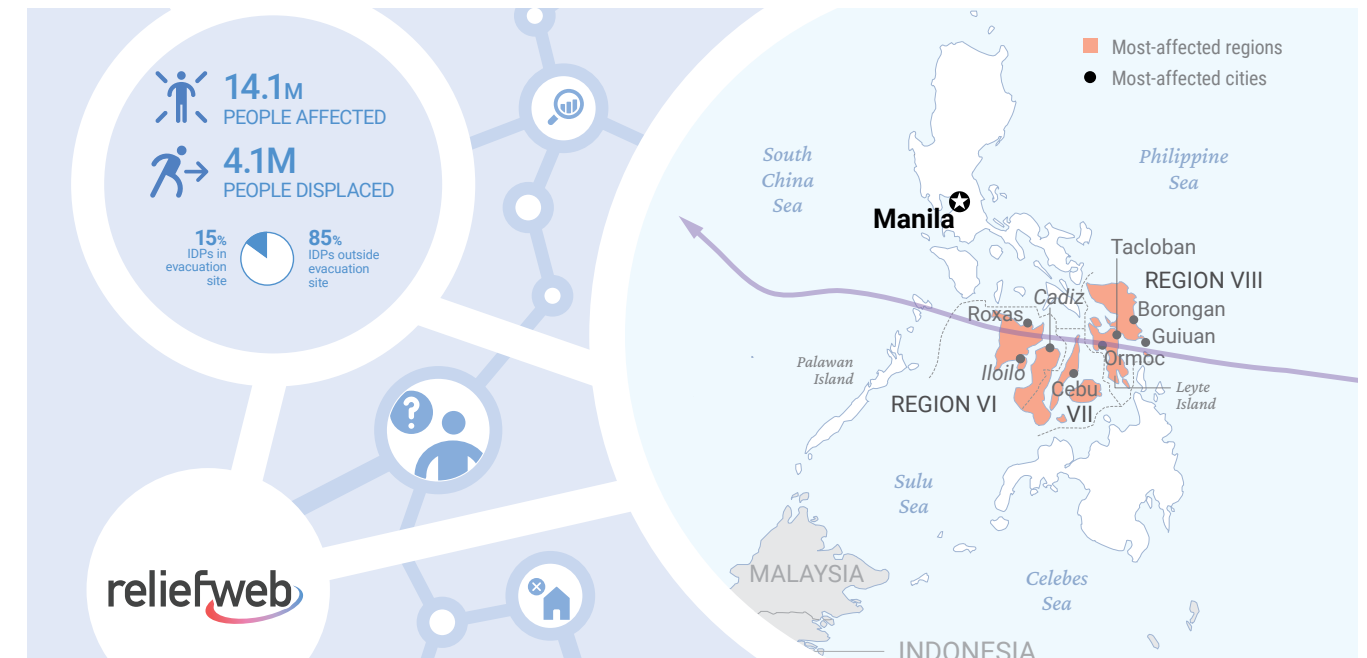 14.1M
PEOPLE AFFECTED
4.1M
PEOPLE DISPLACED
15%
IDPs in
evacuation
site
85%
IDPs outside
evacuation
site
?
reliefweb
Most-affected regions
Most-affected cities
South
China
Sea
Philippine
Sea
Manila
Tacloban
REGION VIII
Cadiz
Borongan
Roxas
Guiuan
Ormoc
Palawan
Island
Iloilo
Cebu
Leyte
Island
REGION VI
VII
Sulu
Sea
MALAYSIA
Celebes
Sea
INDONESIA